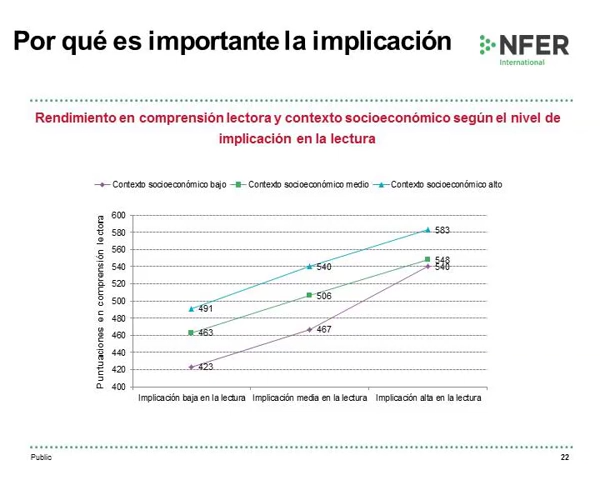 Por qué es importante la implicación
NFER
International
Rendimiento en comprensión lectora y contexto socioeconómico según el nivel de
implicación en la lectura
Contexto socioeconómico bajo
Contexto socioeconómico medio
Contexto socioeconómico alto
Puntuaciones en comprensión lectora
600
580
560
540
520
500
480
460
440
420
400
491
463
423
540
506
467
583
548
540
Implicación baja en la lectura
Implicación media en la lectura
Implicación alta en la lectura
Public
22